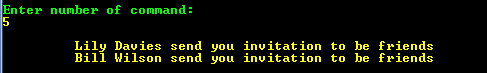 Enter number of command:
5
Lily Davies send you invitation to be friends
Bill Wilson send you invitation to be friends